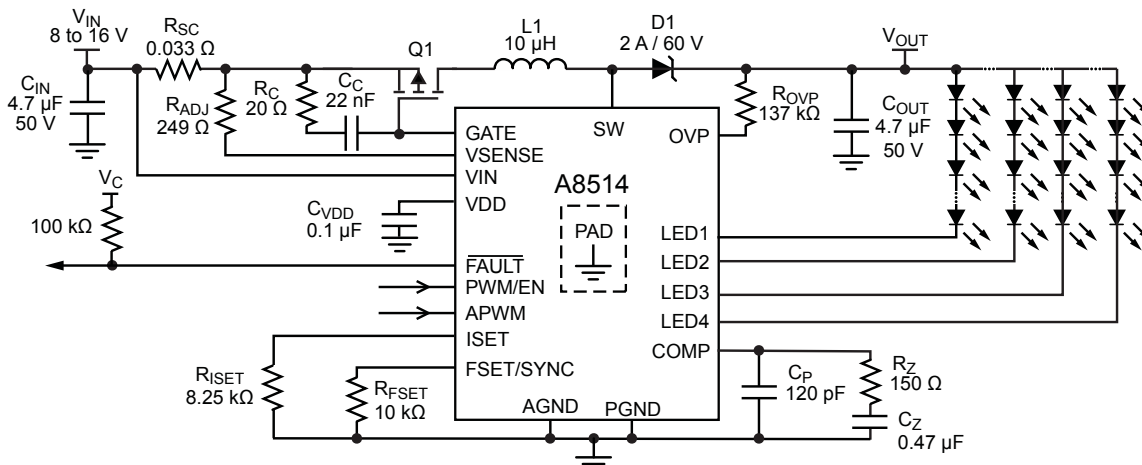 VIN
8 to 16 V
RSC
0.033 Ω
Q1
L1
10 µH
D1
2 A / 60 V
VOUT
CIN
4.7 µF
50 V
RADJ
249 Ω
RC
20 Ω
CC
22 nF
ROVP
137 kΩ
COUT
4.7 µF
50 V
GATE
VSENSE
VIN
VDD
SW
OVP
A8514
PAD
VC
100 kΩ
CVDD
0.1 µF
FAULT
PWM/EN
APWM
ISET
FSET/SYNC
LED1
LED2
LED3
LED4
COMP
AGND
PGND
RISET
8.25 kΩ
RFSET
10 kΩ
CP
120 pF
RZ
150 Ω
CZ
0.47 µF